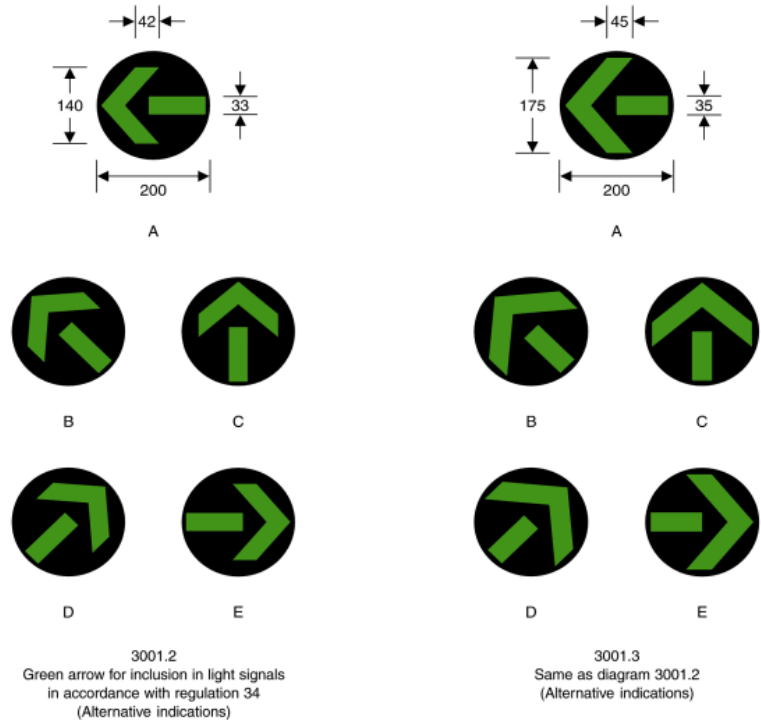 42
140
33
200
A
45
175
35
200
A
B
C
B
C
D
E
D
E
3001.2
Green arrow for inclusion in light signals
in accordance with regulation 34
(Alternative indications)
3001.3
Same as diagram 3001.2
(Alternative indications)